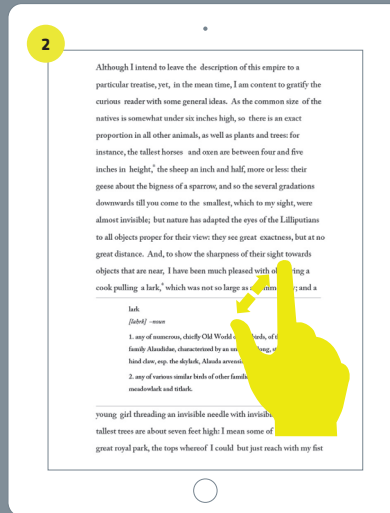 2
Although I intend to leave the description of this empire to a
particular treatise, yet, in the mean time, I am content to gratify the
curious reader with some general ideas. As the common size of the
natives is somewhat under six inches high, so there is an exact
proportion in all other animals, as well as plants and trees: for
instance, the tallest horses and oxen are between four and five
inches in height,* the sheep an inch and half, more or less: their
geese about the bigness of a sparrow, and so the several gradations
downwards till you come to the smallest, which to my sight, were
almost invisible; but nature has adapted the eyes of the Lilliputians
to all objects proper for their view: they see great exactness, but at no
great distance. And, to show the sharpness of their sight towards
objects that are near, I have been much pleased with
cook pulling a lark,* which was not so large as a and a
lark
[lahrk] –noun
1. any of numerous, chiefly Old World birds, of
family Alaudidae, characterized by an
hind claw, esp. the skylark, Alauda
2. any of various similar birds of other
meadowlark and titlark.
young girl threading an invisible needle with
tallest trees are about seven feet high: I mean some of
great royal park, the tops whereof I could but just reach with my fist